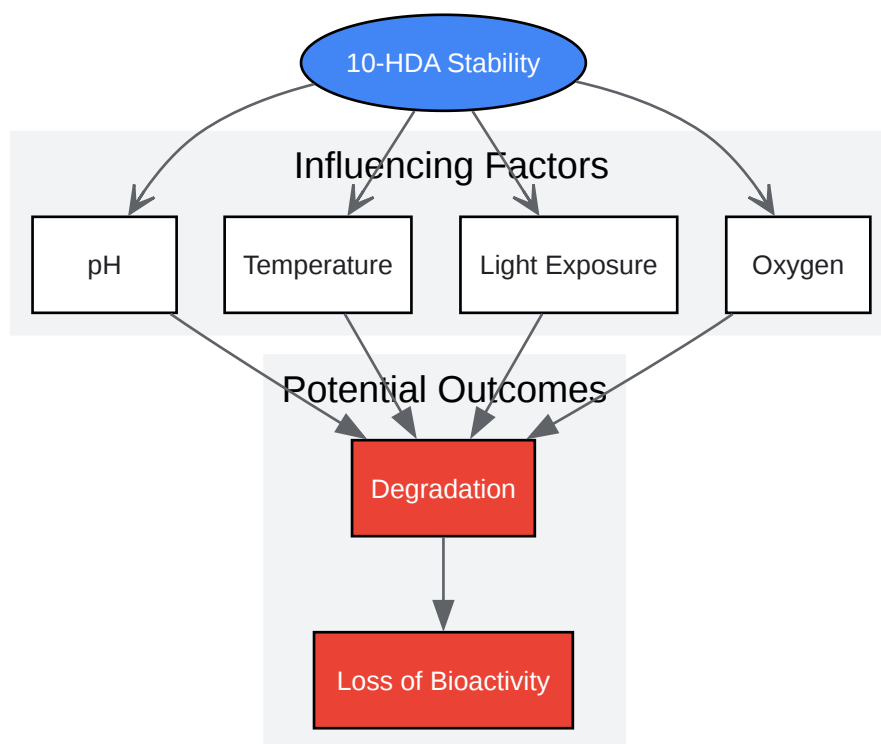 10-HDA Stability
Influencing Factors
pH
Temperature
Light Exposure
Oxygen
Potential Outcomes
Degradation
Loss of Bioactivity